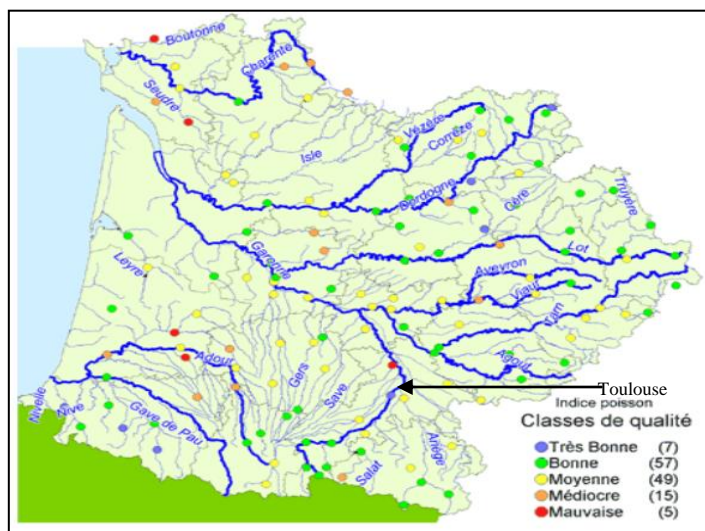 Boutonne
Charente
Seudre
Isle
Vézère
Corrèze
Dordogne
Cère
Truyère
Garonne
Lot
Leyre
Aveyron
Viaur
Tarn
Agout
Adour
Gers
Save
Toulouse
Nivelle
Nive
Gave de Pau
Salat
Ariège
Indice poisson
Classes de qualité
Très Bonne (7)
Bonne (57)
Moyenne (49)
Médiocre (15)
Mauvaise (5)